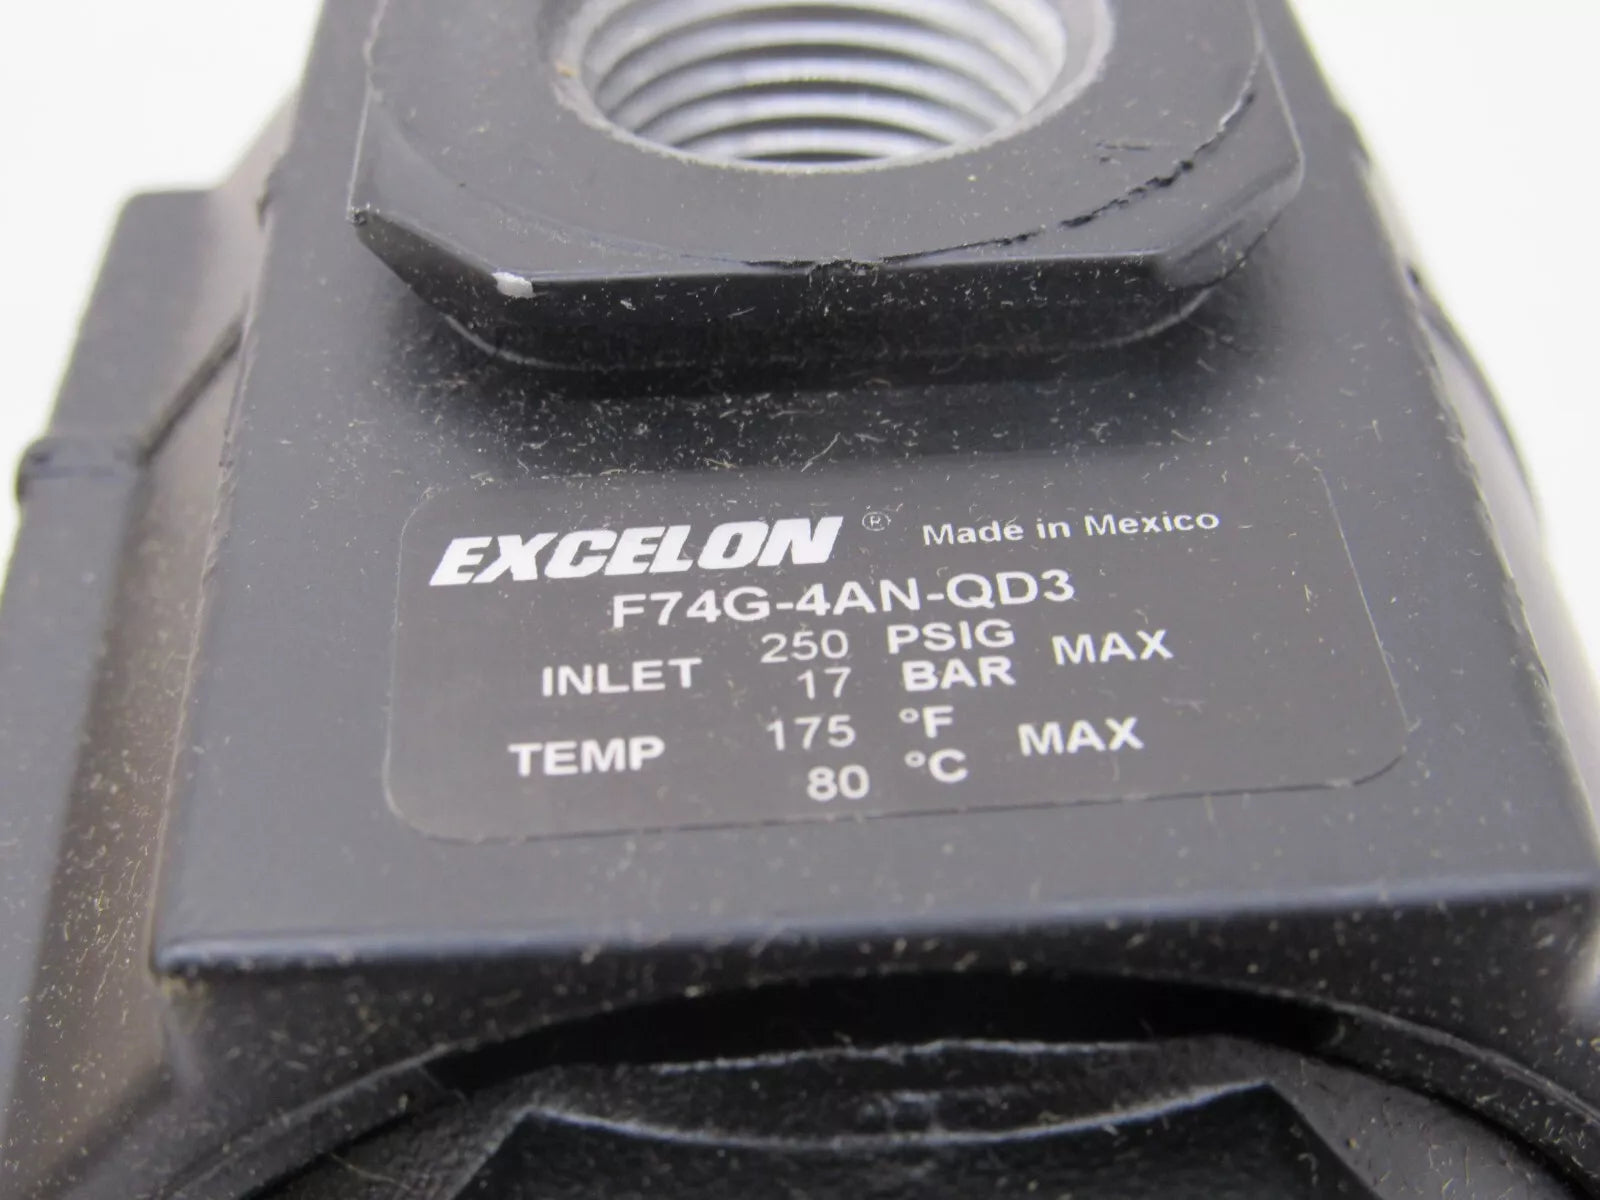 EXCELON ® Made in Mexico
F74G-4AN-QD3
INLET 250 PSIG MAX
17 BAR
TEMP 175 °F MAX
80 °C